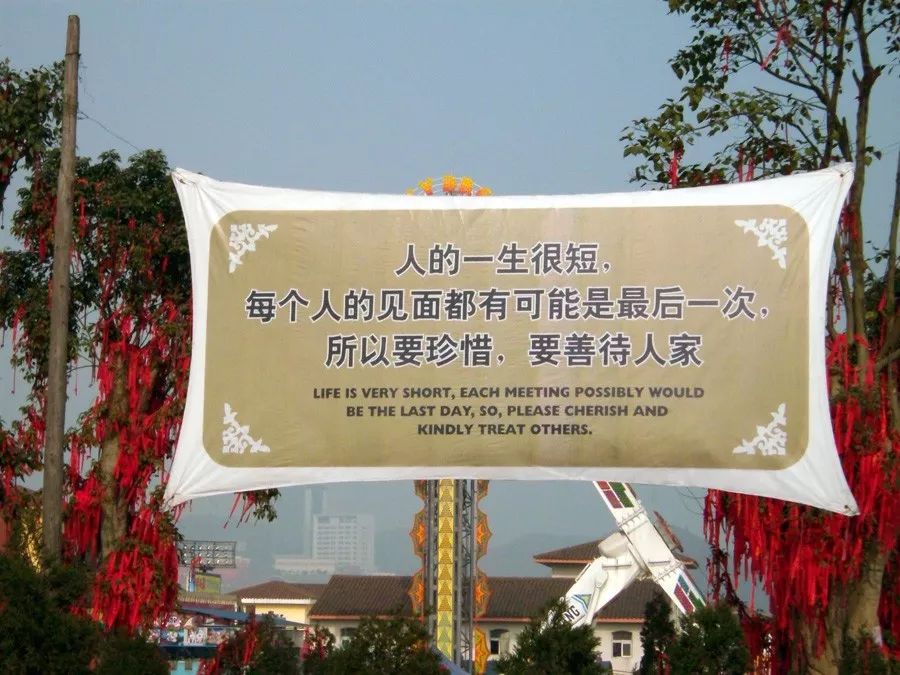 人的一生很短，
每个人的见面都有可能是最后一次，
所以要珍惜，要善待人家
LIFE IS VERY SHORT, EACH MEETING POSSIBLY WOULD
BE THE LAST DAY, SO, PLEASE CHERISH AND
KINDLY TREAT OTHERS.